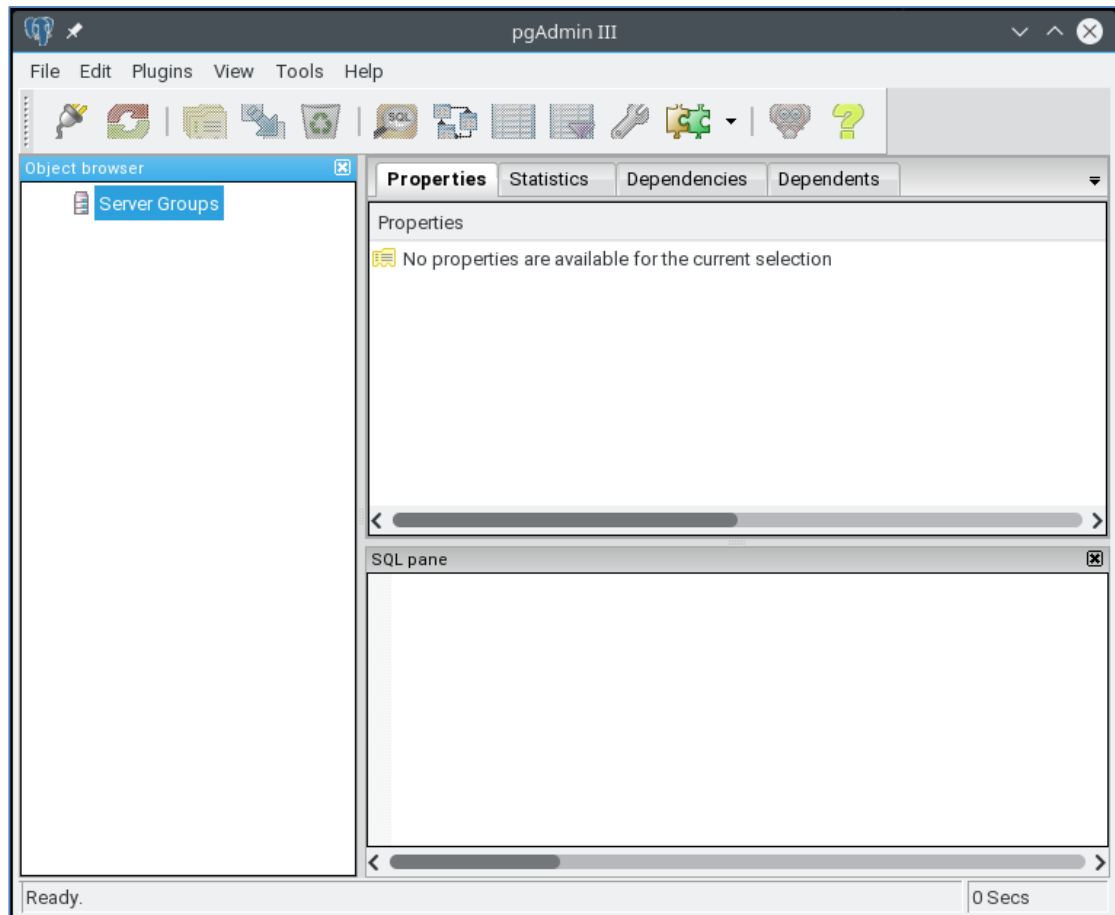 pgAdmin III
File Edit Plugins View Tools Help
SQL
Object browser
Server Groups
Properties Statistics Dependencies Dependents
Properties
No properties are available for the current selection
SQL pane
Ready.
0 Secs